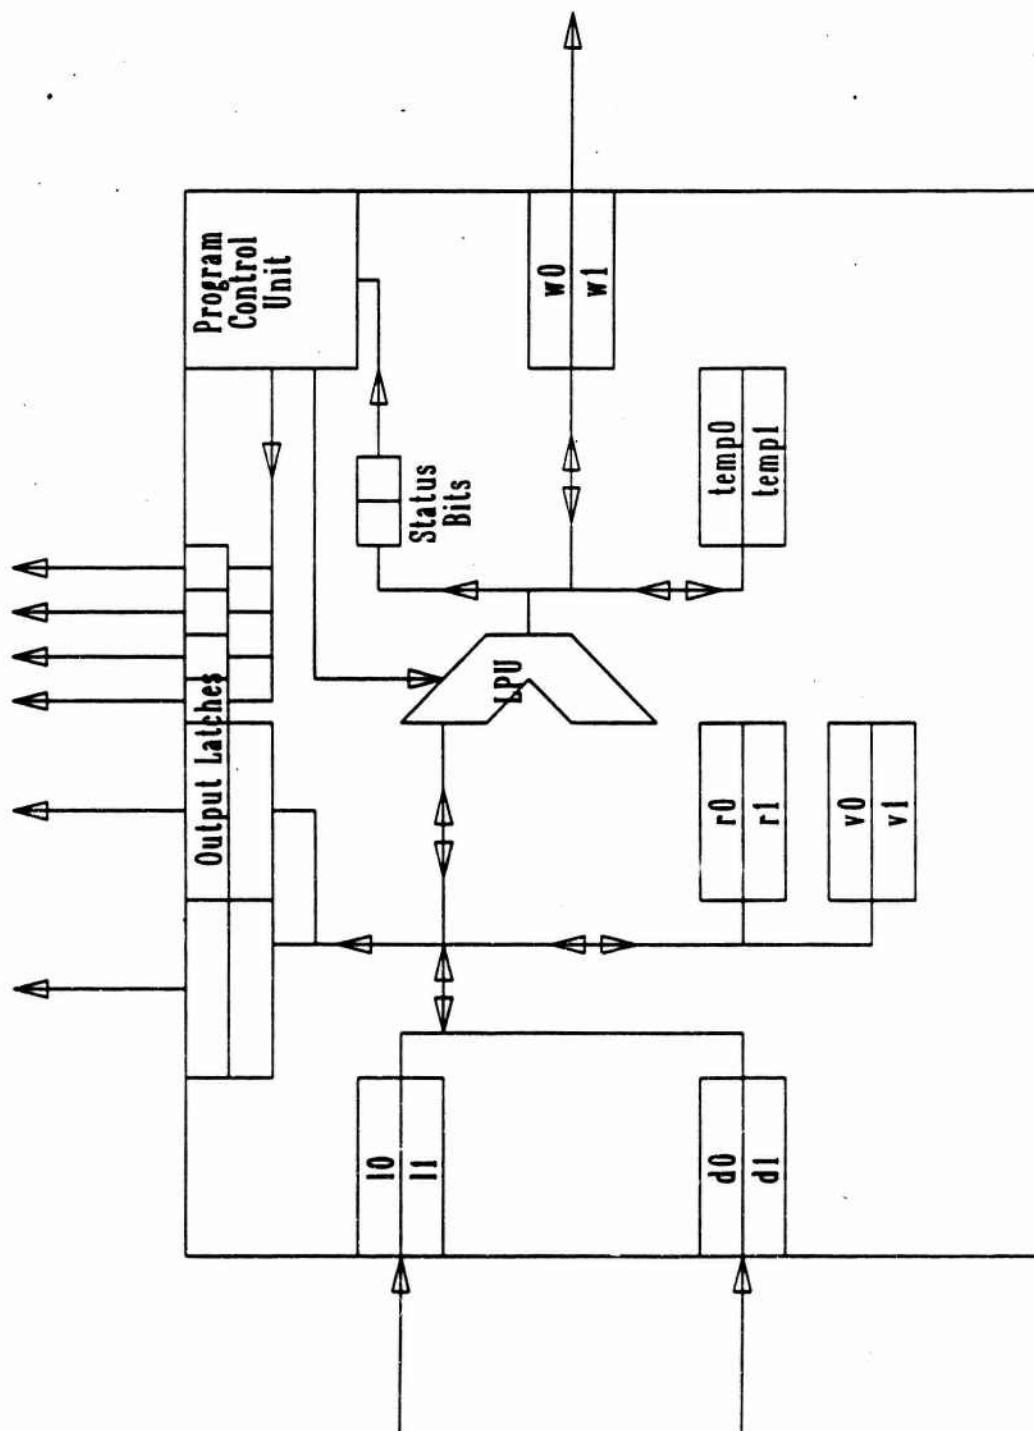 Program
Control
Unit
w0
w1
Status
Bits
temp0
temp1
Output Latches
LPU
r0
r1
v0
v1
l0
l1
d0
d1